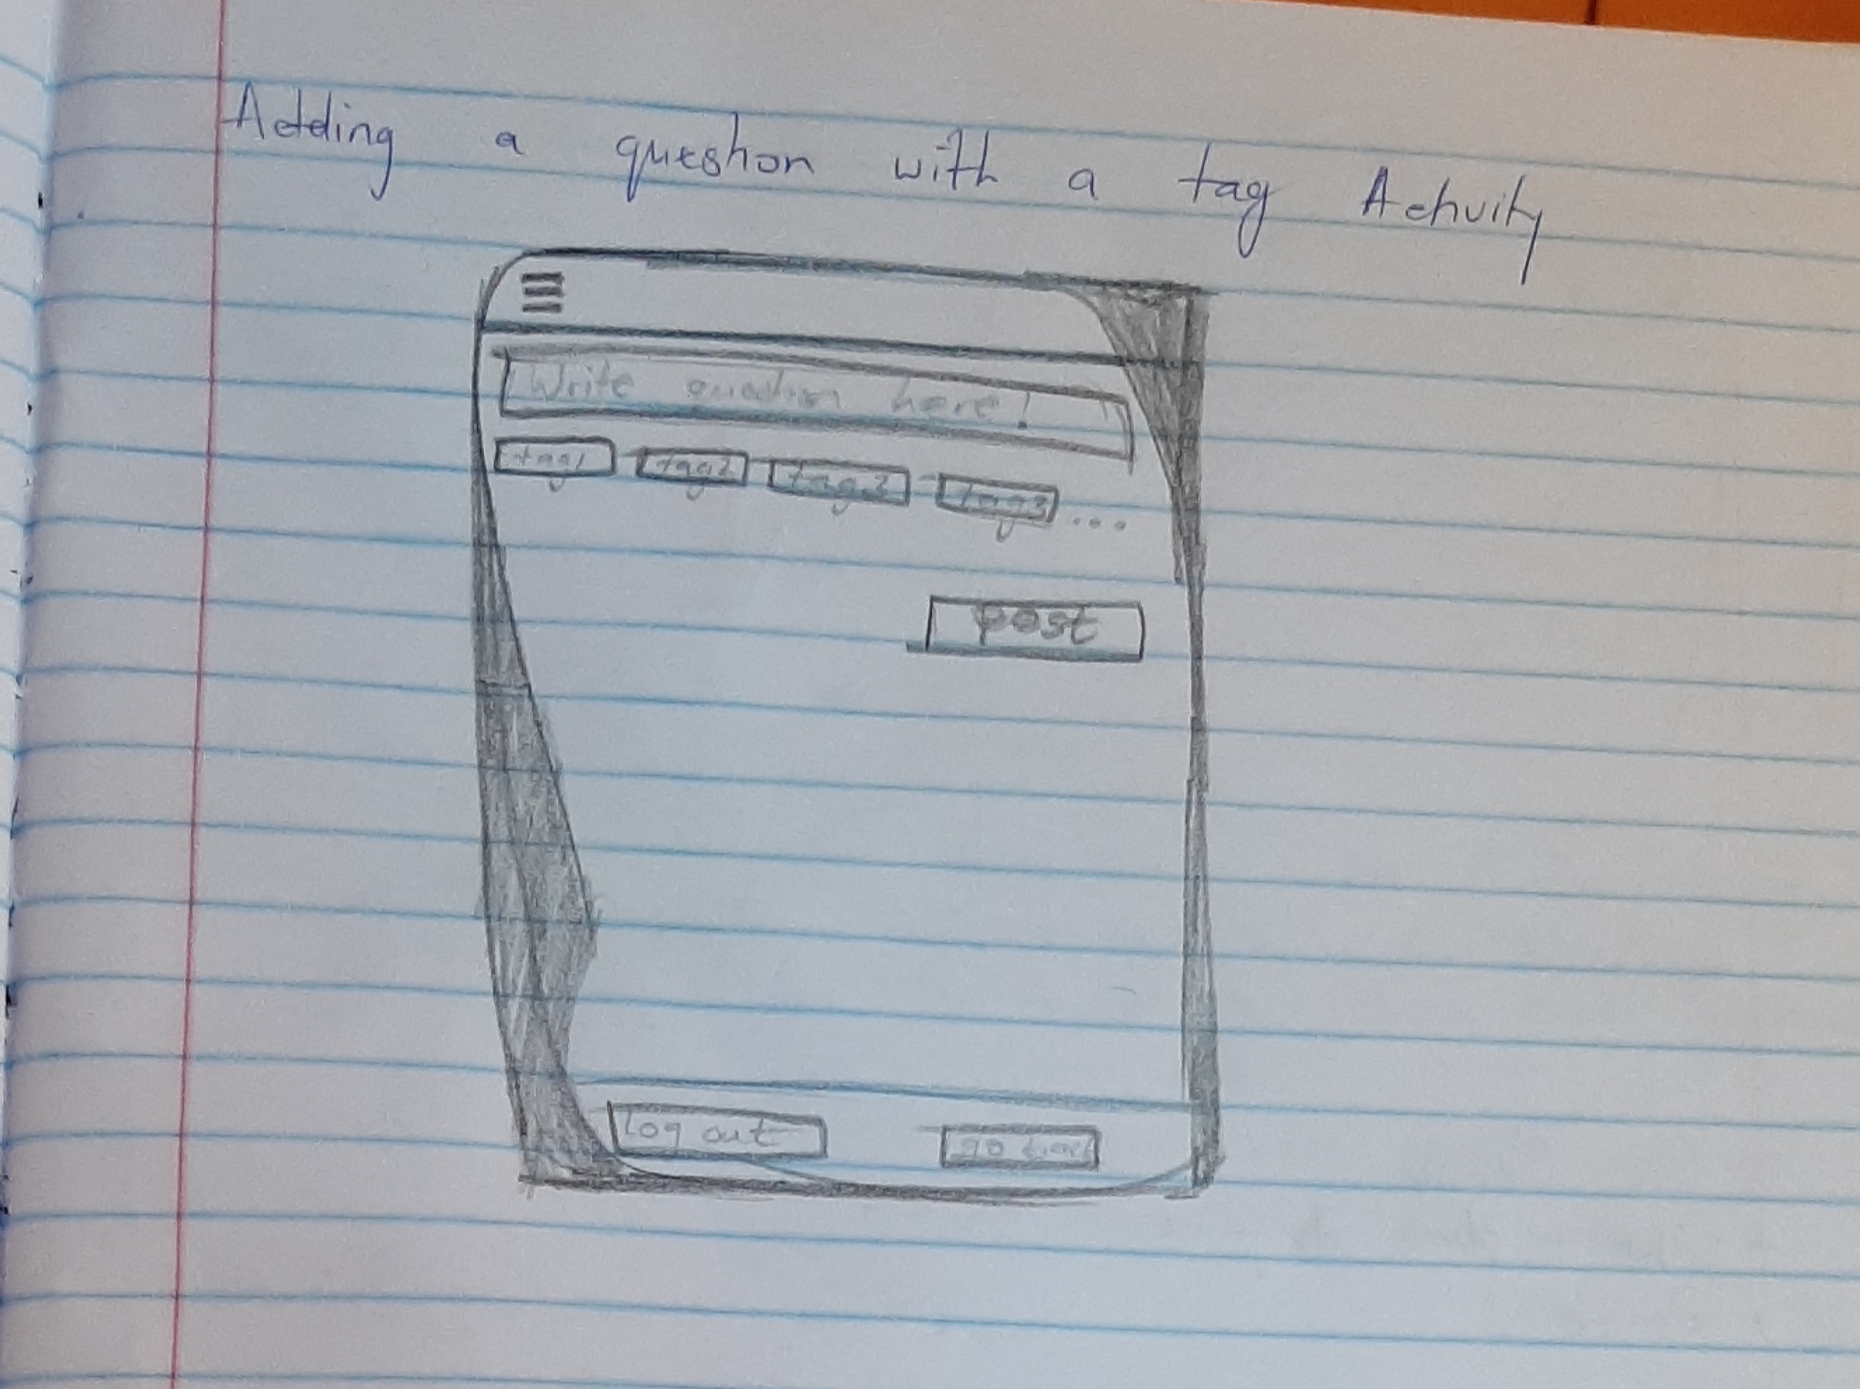 Adding a question with a tag Activity
Write question here!
tag1 tag2 tag3 tag3 ...
post
Log out go back